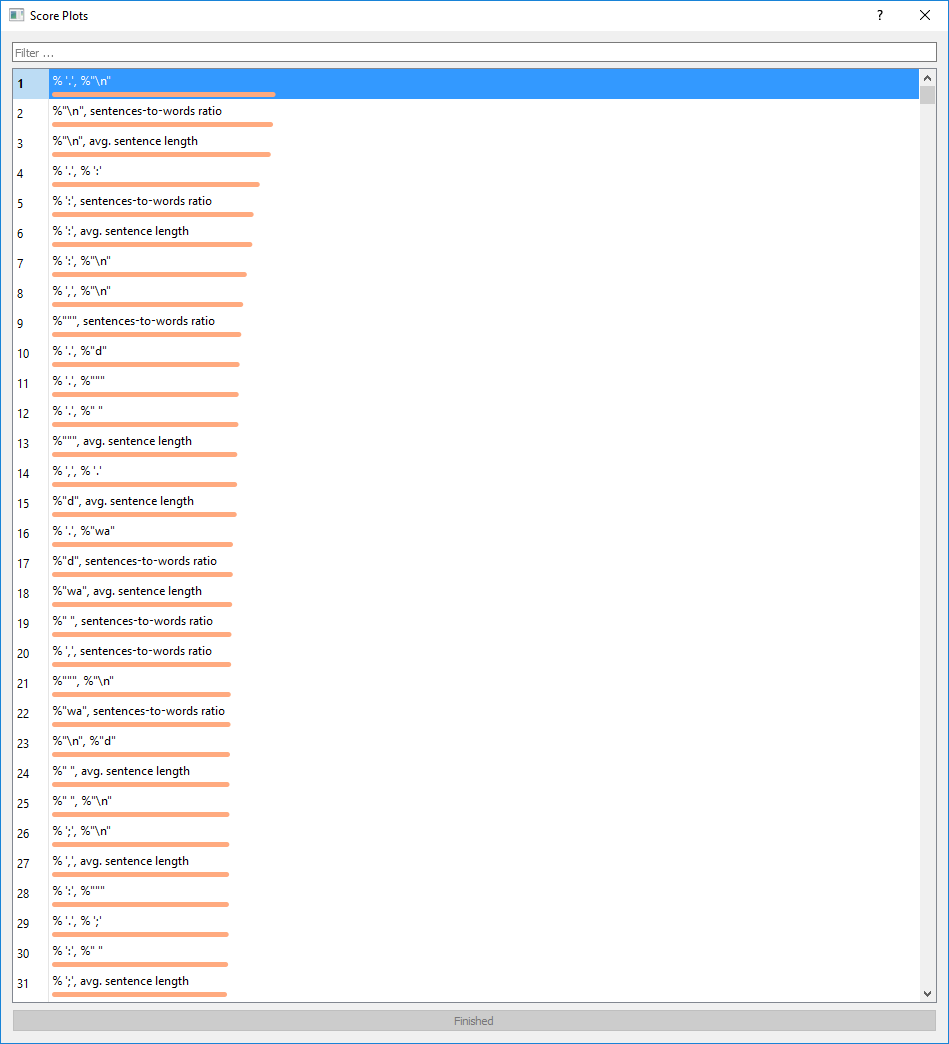 Score Plots
?
Filter ...
1 % '.', %"\n"
2 %"\n", sentences-to-words ratio
3 %"\n", avg. sentence length
4 % '.', % ':'
5 % ':', sentences-to-words ratio
6 % ':', avg. sentence length
7 % ':', %"\n"
8 % ',', %"\n"
9 %""", sentences-to-words ratio
10 % '.', %"d"
11 % '.', %"""
12 % '.', %" "
13 %""", avg. sentence length
14 % ',', % '.'
15 %"d", avg. sentence length
16 % '.', %"wa"
17 %"d", sentences-to-words ratio
18 %"wa", avg. sentence length
19 %" ", sentences-to-words ratio
20 % ',', sentences-to-words ratio
21 %""", %"\n"
22 %"wa", sentences-to-words ratio
23 %"\n", %"d"
24 %" ", avg. sentence length
25 %" ", %"\n"
26 % ';', %"\n"
27 % ',', avg. sentence length
28 % ':', %"""
29 % '.', % ';'
30 % ':', %" "
31 % ';', avg. sentence length
Finished